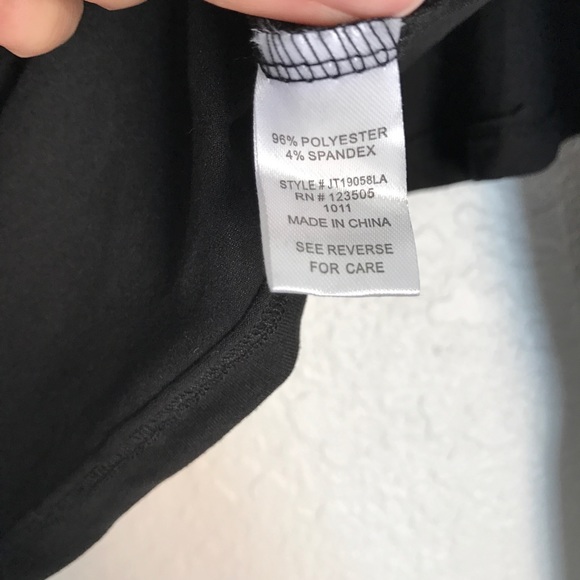 96% POLYESTER
4% SPANDEX
STYLE # JT19058LA
RN # 123505
1011
MADE IN CHINA
SEE REVERSE
FOR CARE